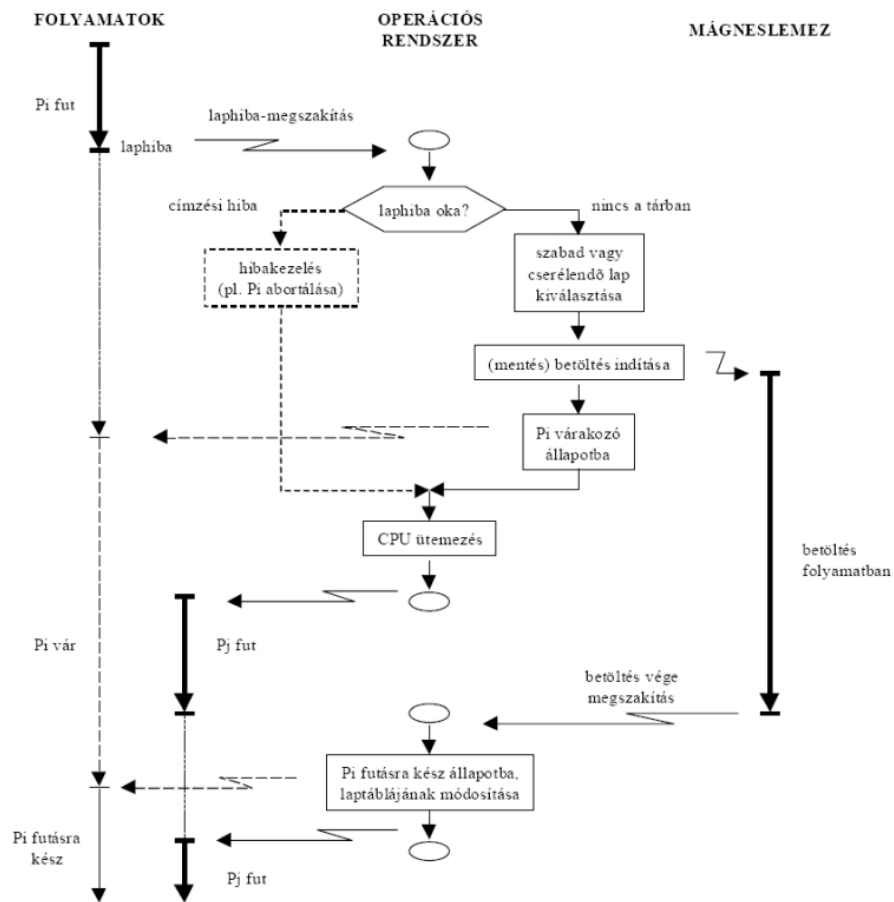 FOLYAMATOK
OPERÁCIÓS
RENDSZER
MÁGNESLEMEZ
Pi fut
laphiba-megszakítás
laphiba
címzési hiba
laphiba oka?
nincs a tárban
hibakezelés
(pl. Pi abortálása)
szabad vagy
cserélendõ lap
kiválasztása
(mentés) betöltés indítása
Pi várakozó
állapotba
CPU ütemezés
betöltés
folyamatban
Pi vár
Pj fut
betöltés vége
megszakítás
Pi futásra kész állapotba,
laptáblájának módosítása
Pi futásra
kész
Pj fut